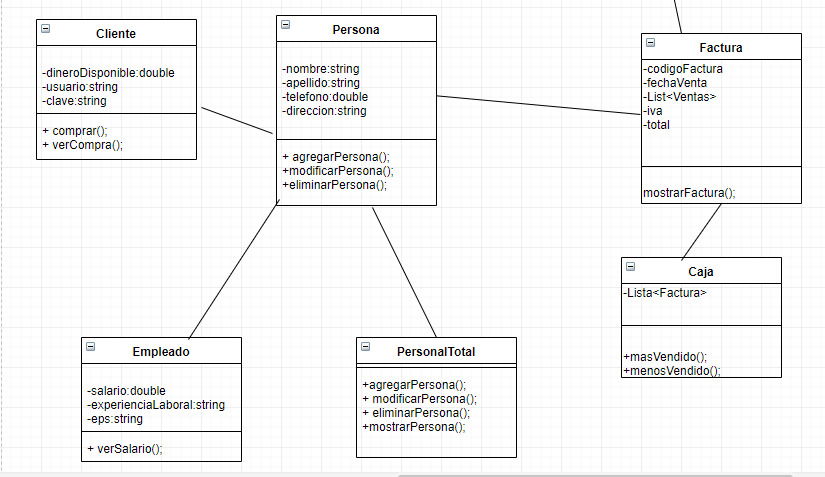 Cliente
-dineroDisponible:double
-usuario:string
-clave:string
+ comprar();
+ verCompra();
Persona
-nombre:string
-apellido:string
-telefono:double
-direccion:string
+ agregarPersona();
+modificarPersona();
+eliminarPersona();
Factura
-codigoFactura
-fechaVenta
-List<Ventas>
-iva
-total
mostrarFactura();
Caja
-Lista<Factura>
+masVendido();
+menosVendido();
Empleado
-salario:double
-experienciaLaboral:string
-eps:string
+ verSalario();
PersonalTotal
+agregarPersona();
+ modificarPersona();
+ eliminarPersona();
+mostrarPersona();